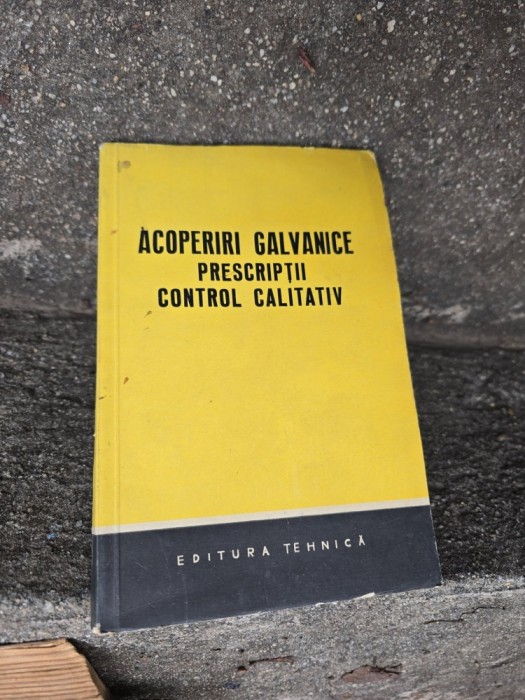 ACOPERIRI GALVANICE
PRESCRIPȚII
CONTROL CALITATIV
EDITURA TEHNICĂ